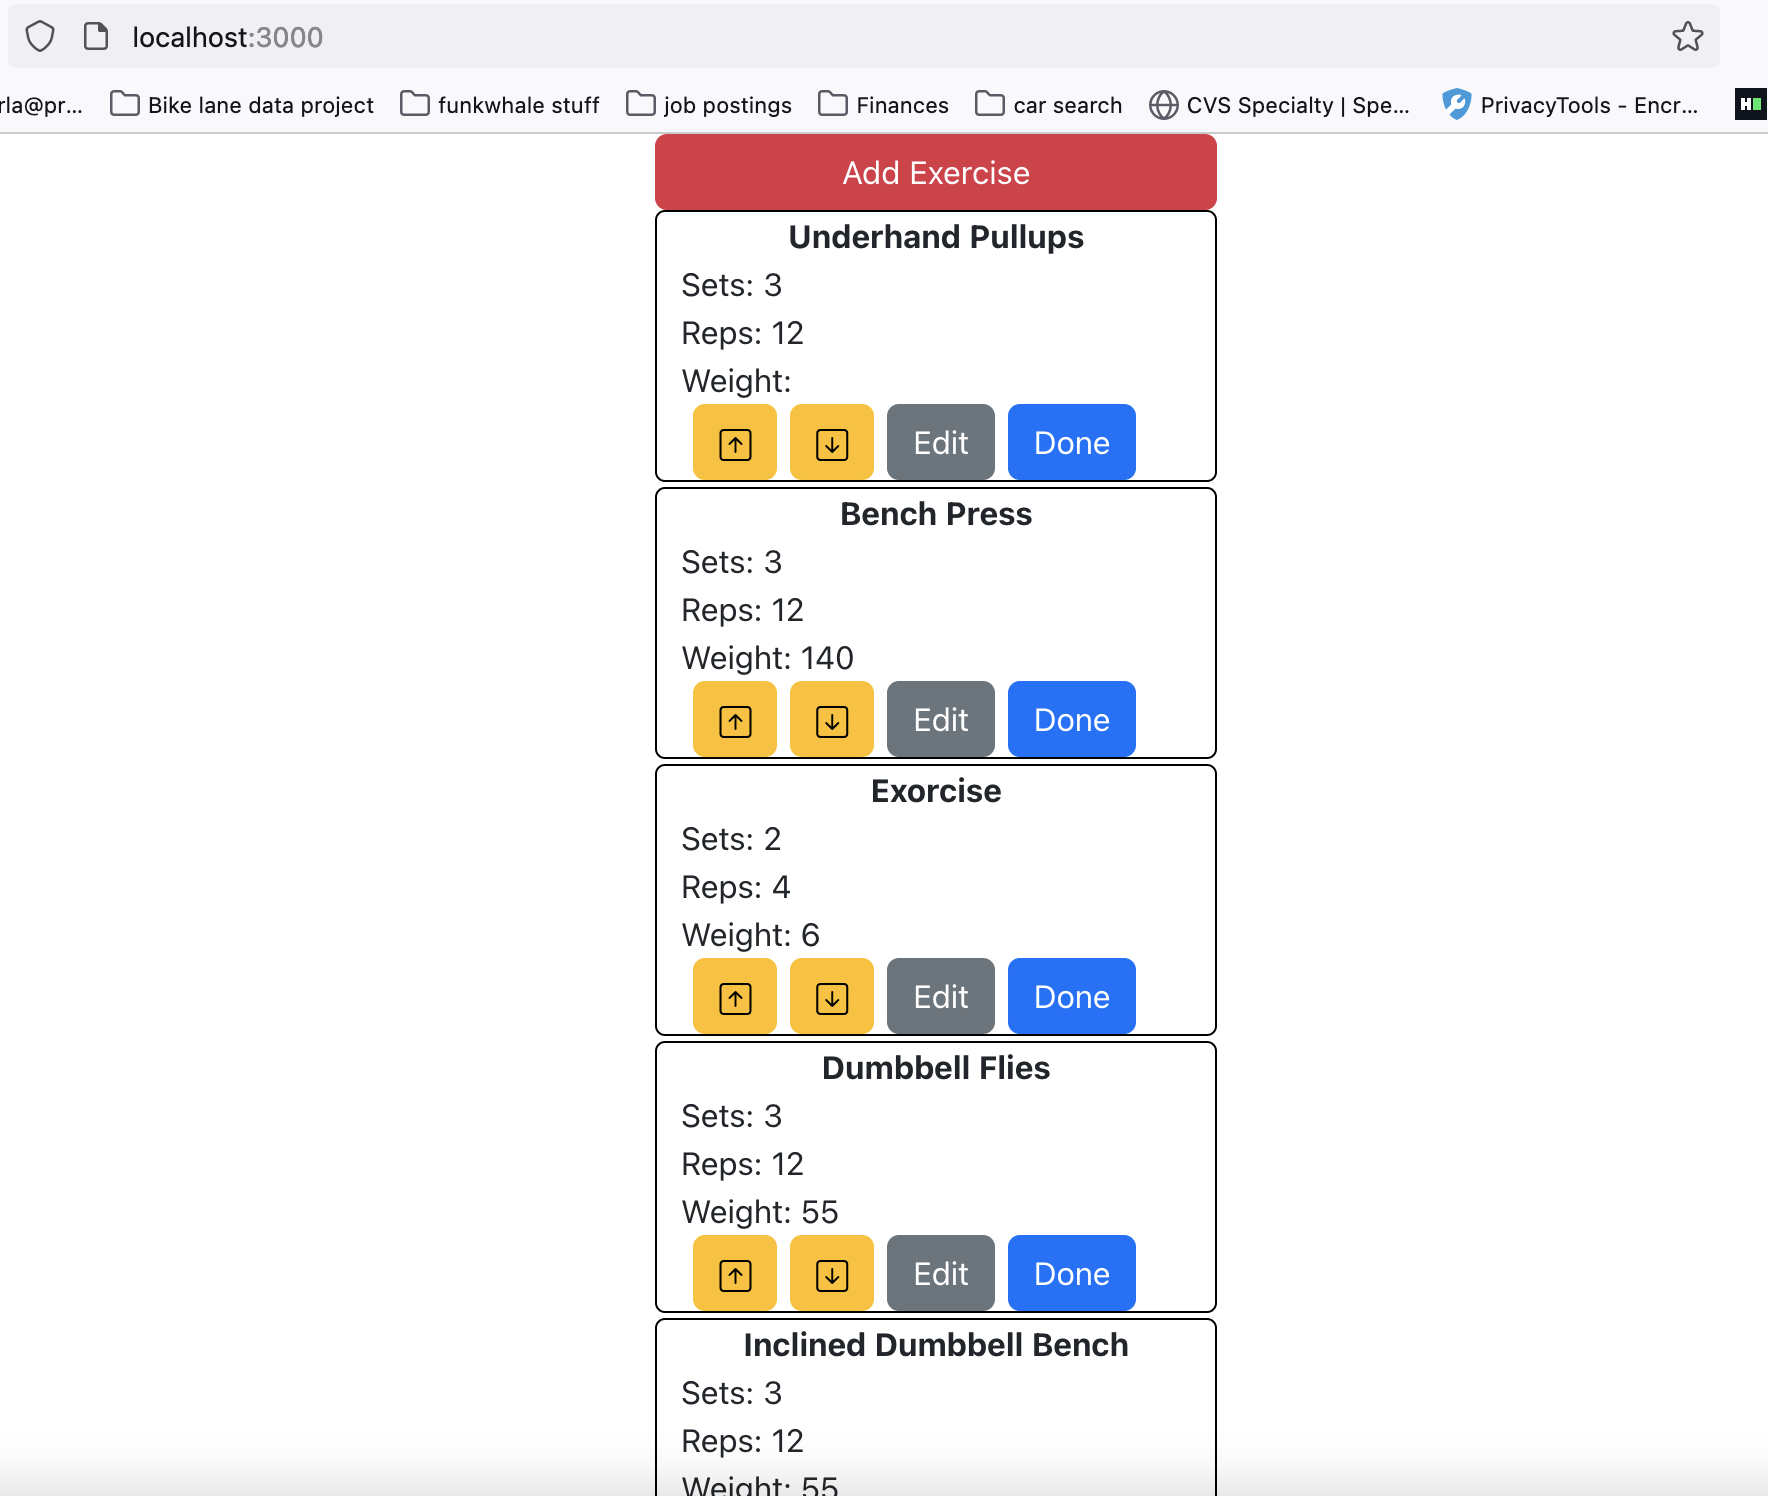 localhost:3000
rla@pr... Bike lane data project funkwhale stuff job postings Finances car search CVS Specialty | Spe... PrivacyTools - Encr... H
Add Exercise
Underhand Pullups
Sets: 3
Reps: 12
Weight:
Edit Done
Bench Press
Sets: 3
Reps: 12
Weight: 140
Edit Done
Exorcise
Sets: 2
Reps: 4
Weight: 6
Edit Done
Dumbbell Flies
Sets: 3
Reps: 12
Weight: 55
Edit Done
Inclined Dumbbell Bench
Sets: 3
Reps: 12
Weight: 55